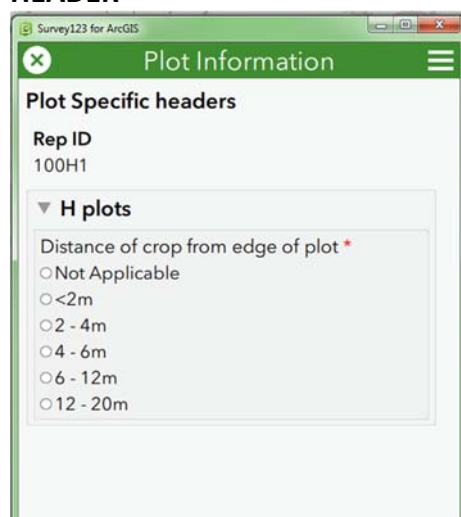 HEADER
Survey123 for ArcGIS
Plot Information
Plot Specific headers
Rep ID
100H1
H plots
Distance of crop from edge of plot *
Not Applicable
<2m
2 - 4m
4 - 6m
6 - 12m
12 - 20m